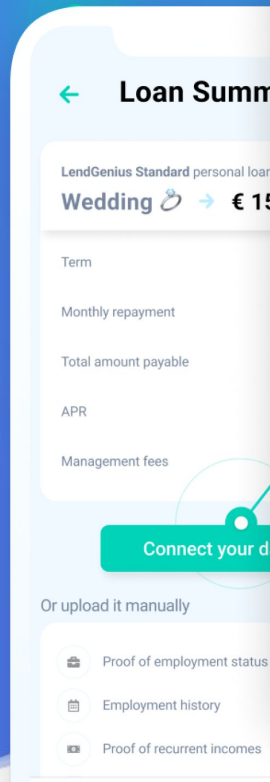 Loan Summ
LendGenius Standard personal loan
Wedding 💍 → € 15
Term
Monthly repayment
Total amount payable
APR
Management fees
Connect your d
Or upload it manually
Proof of employment status
Employment history
Proof of recurrent incomes